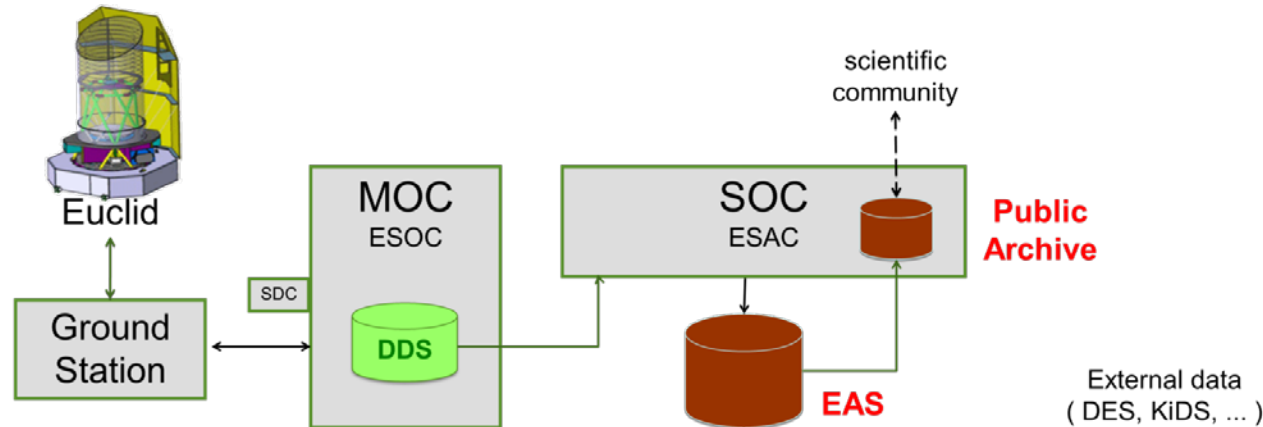 scientific
community
Euclid
MOC
ESOC
SOC
ESAC
Public
Archive
SDC
Ground
Station
DDS
EAS
External data
( DES, KiDS, ... )